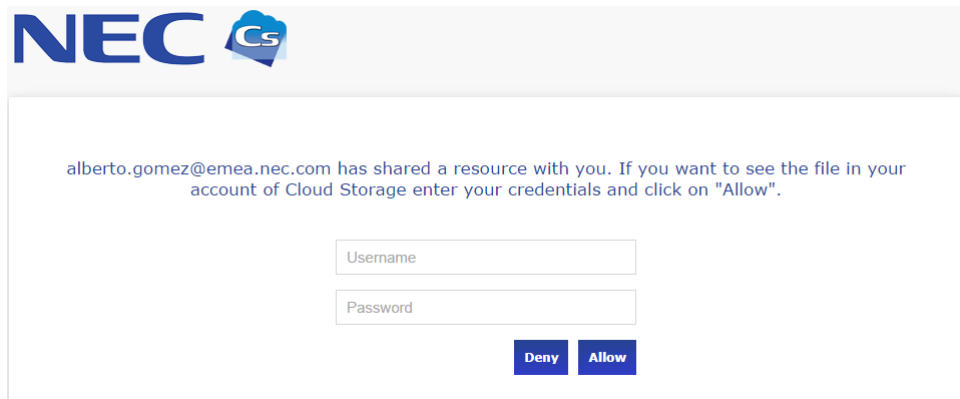 NEC Cs
alberto.gomez@emea.nec.com has shared a resource with you. If you want to see the file in your
account of Cloud Storage enter your credentials and click on "Allow".
Username
Password
Deny Allow